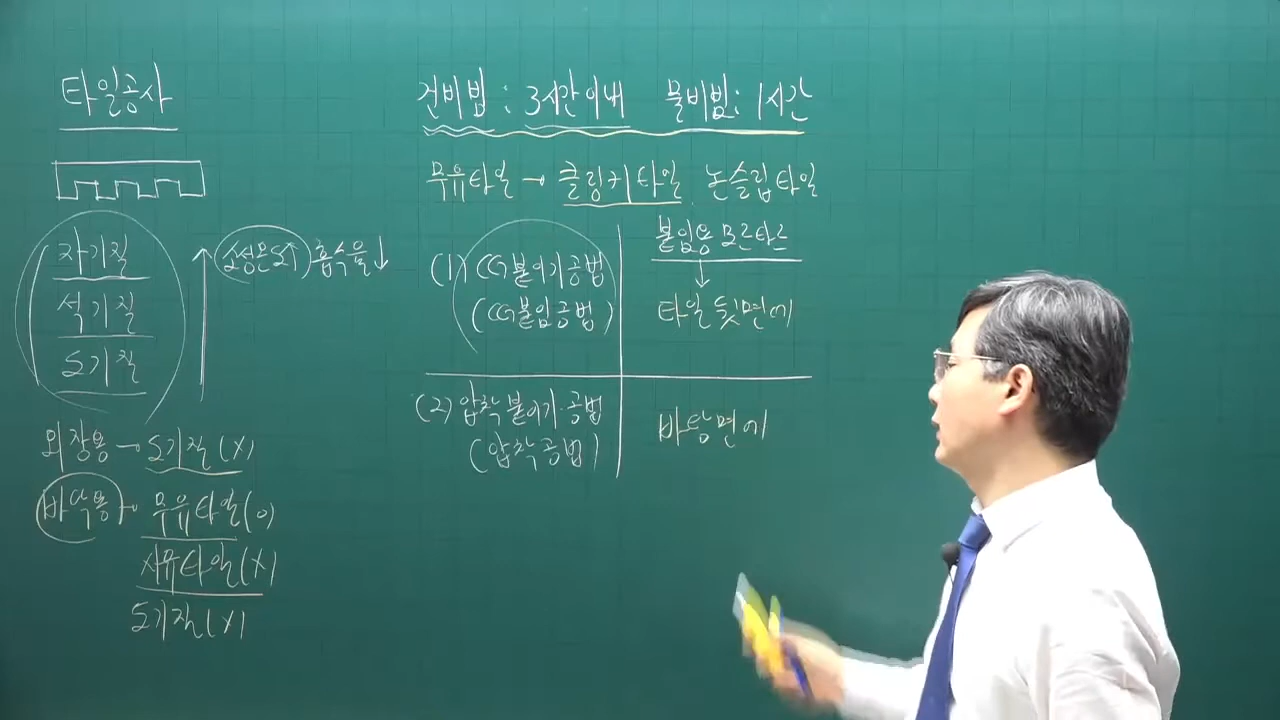 타일공사
자기질
석기질
도기질
소성온도↑ 흡수율↓
외장용 → 도기질(X)
바닥용 → 무유타일(O)
시유타일(X)
도기질(X)
건비빔 : 3시간이내 물비빔 : 1시간
무유타일 → 클링커타일 논슬립타일
붙임용 모르타르
(1) 떠붙이기공법
(떠붙임공법)
타일 뒷면에
(2) 압착붙이기공법
(압착공법)
바탕면에